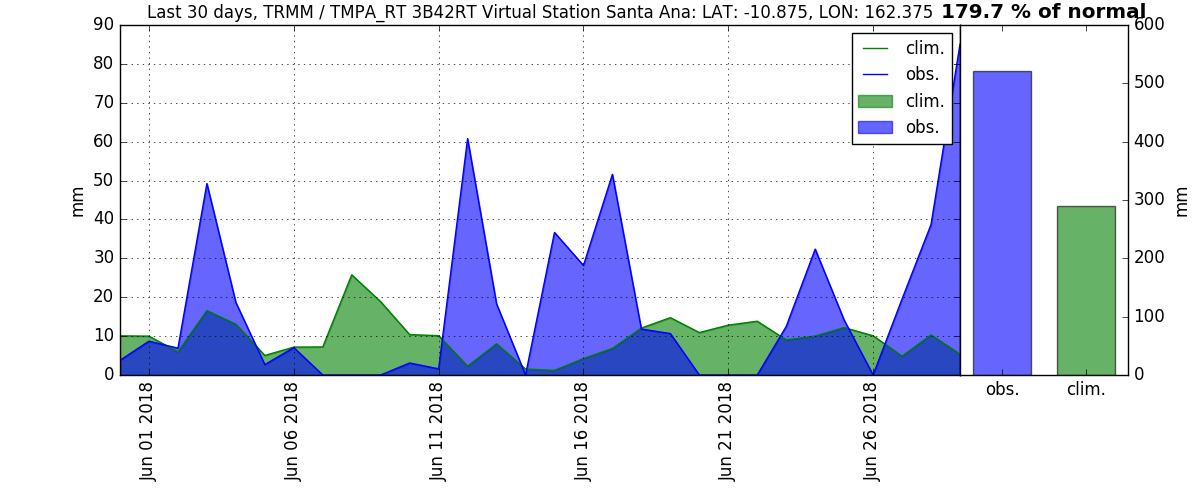 Last 30 days, TRMM / TMPA_RT 3B42RT Virtual Station Santa Ana: LAT: -10.875, LON: 162.375 179.7 % of normal
90
80
70
60
50
40
30
20
10
0
mm
clim.
obs.
clim.
obs.
600
500
400
300
200
100
0
mm
Jun 01 2018
Jun 06 2018
Jun 11 2018
Jun 16 2018
Jun 21 2018
Jun 26 2018
obs.
clim.